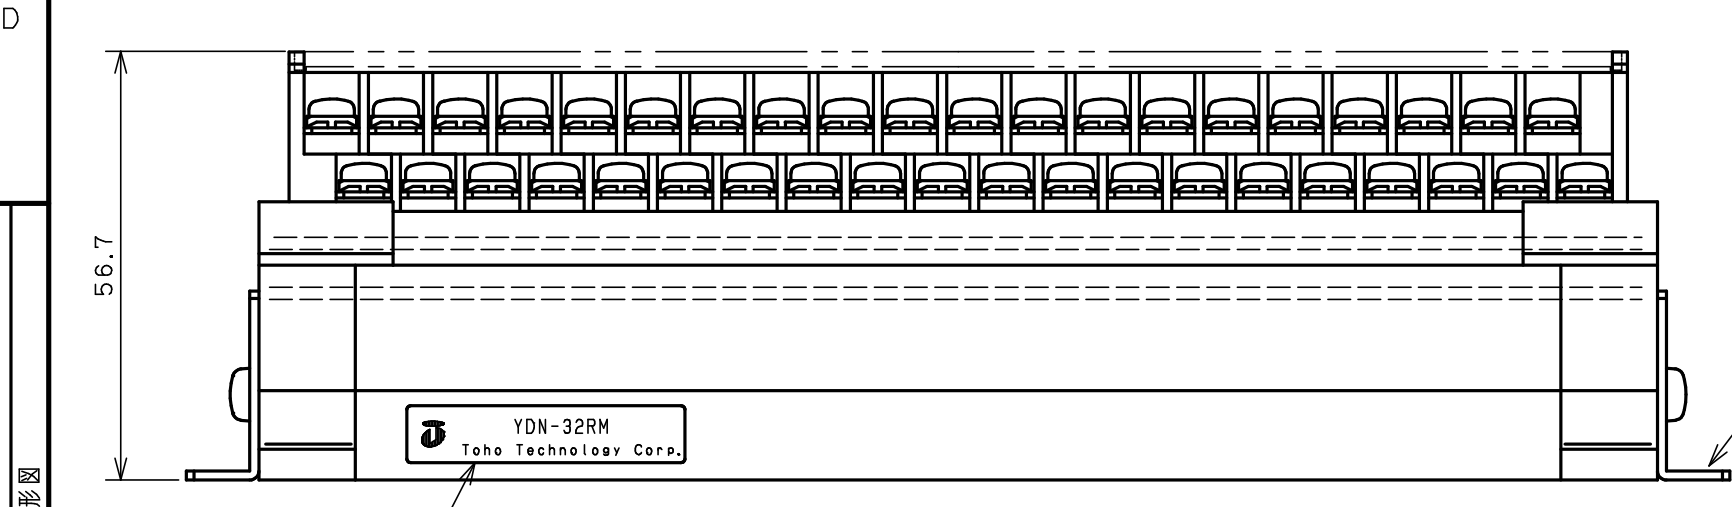 D
56.7
YDN-32RM
Toho Technology Corp.
形図